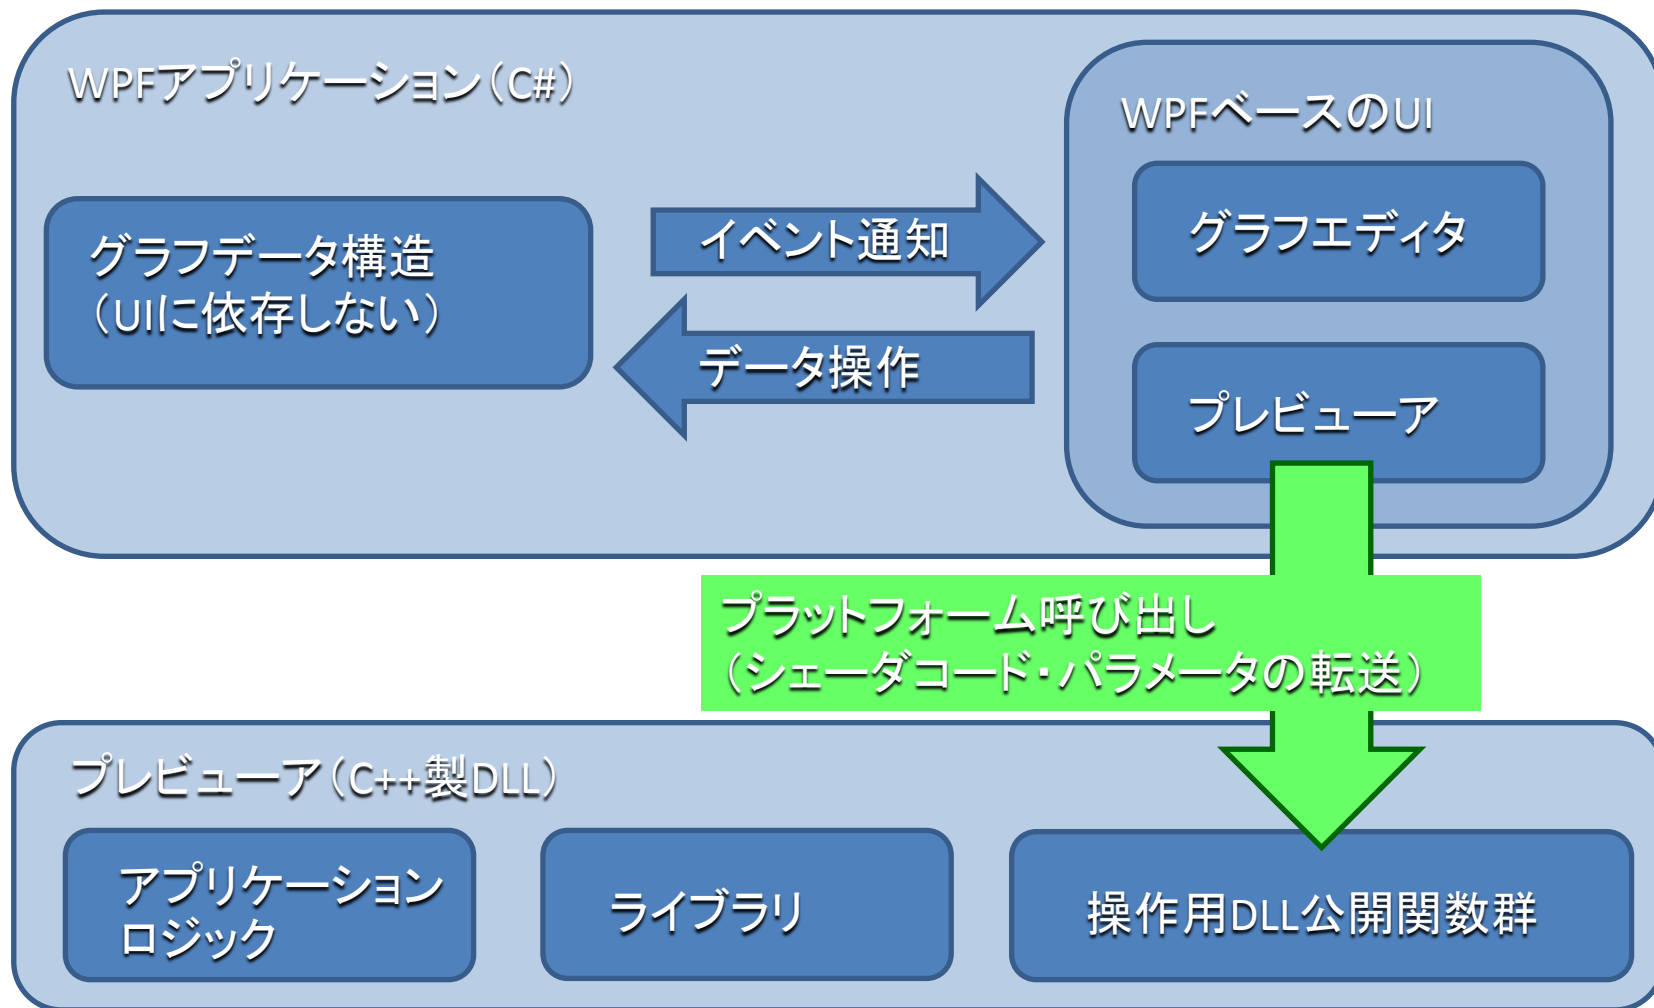 WPFアプリケーション（C#）
WPFベースのUI
グラフデータ構造
（UIに依存しない）
イベント通知
データ操作
グラフエディタ
プレビューア
プラットフォーム呼び出し
（シェーダコード・パラメータの転送）
プレビューア（C++製DLL）
アプリケーション
ロジック
ライブラリ
操作用DLL公開関数群